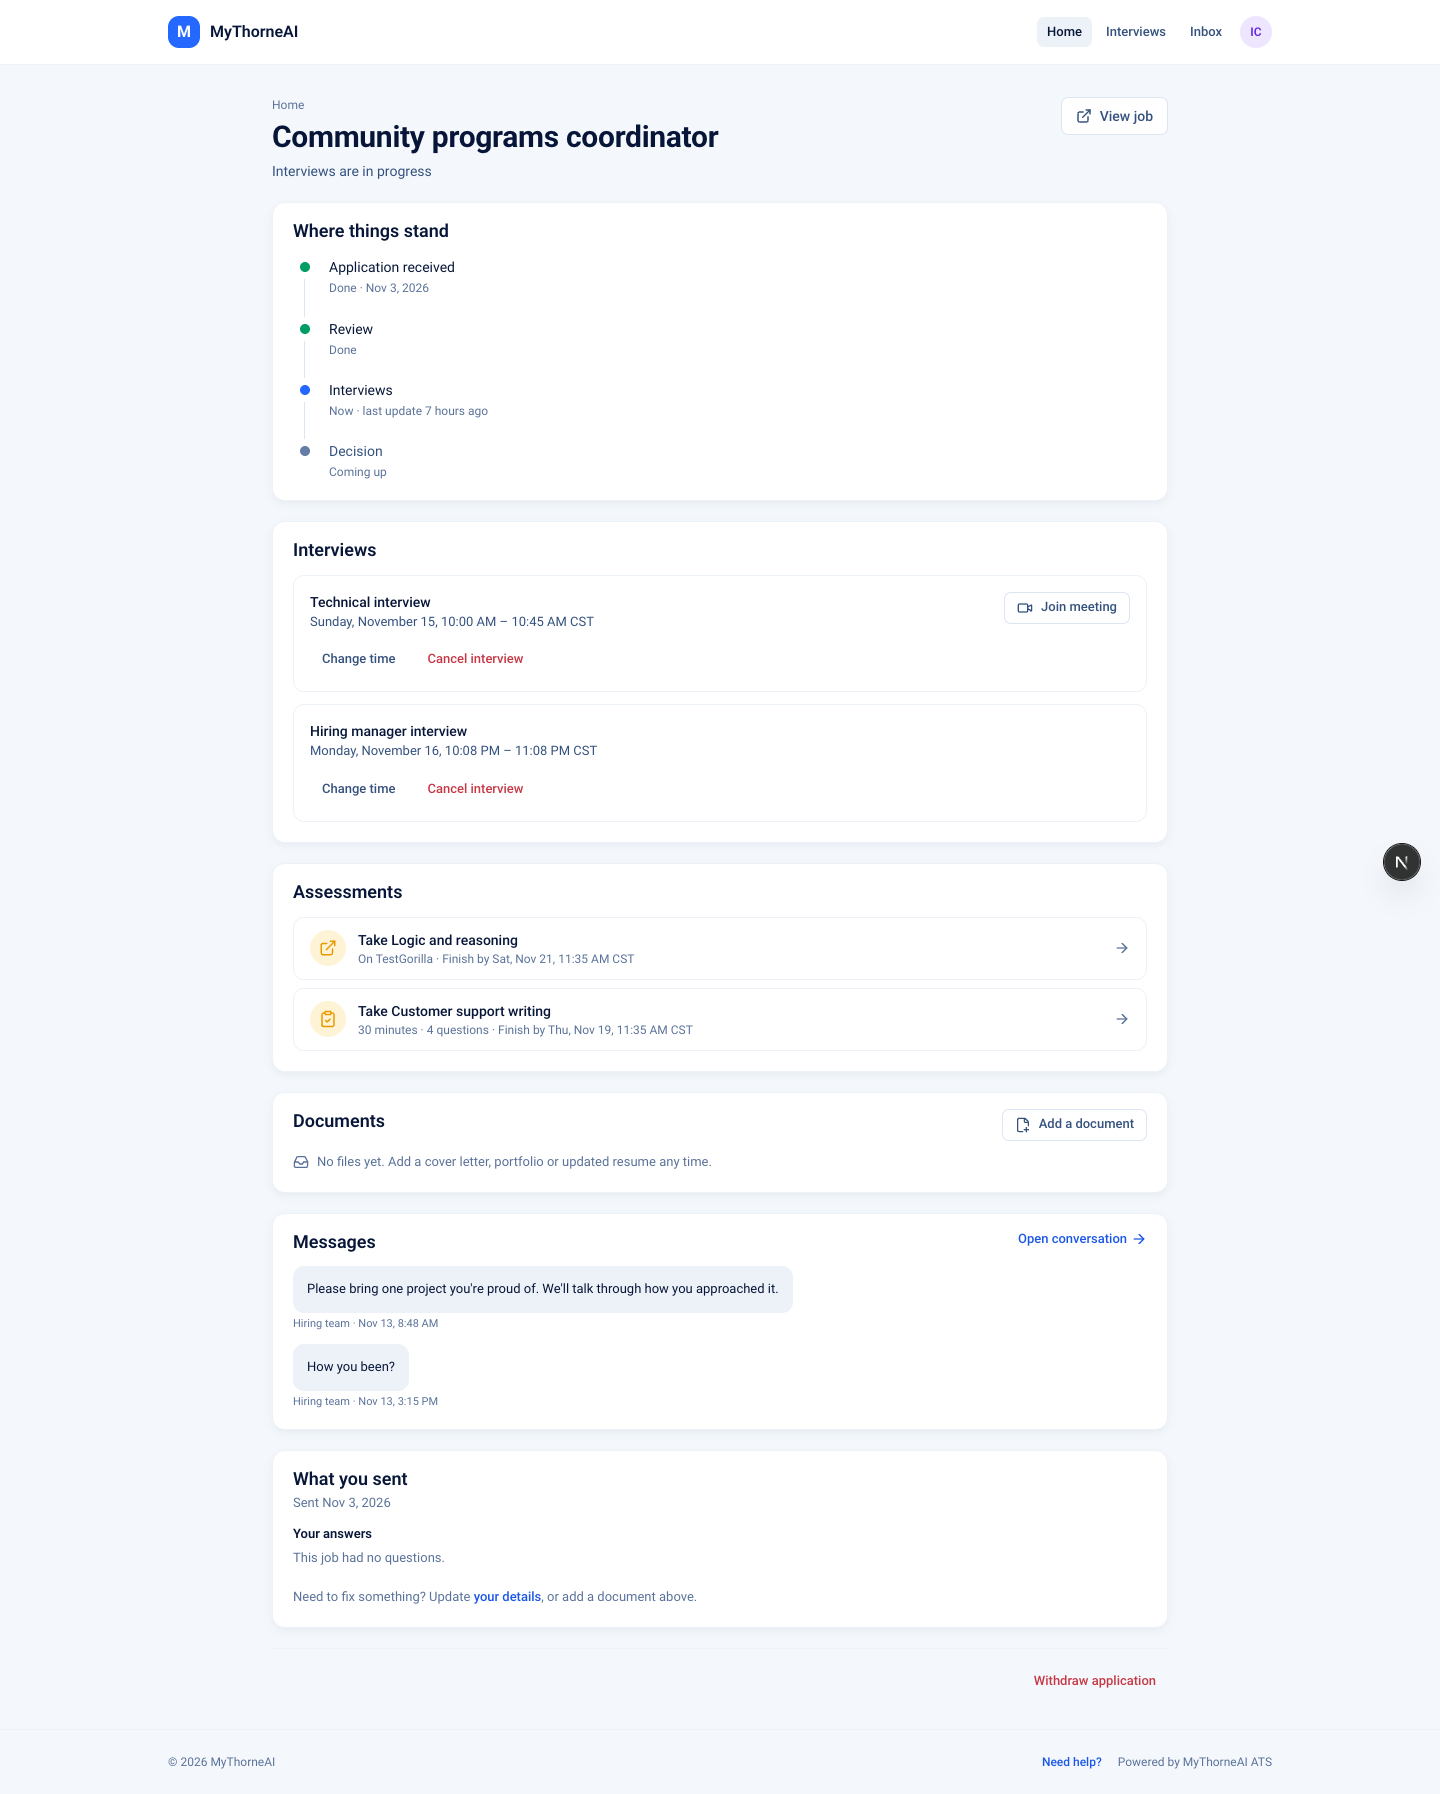 M MyThorneAI
Home Interviews Inbox IC
Home
Community programs coordinator
Interviews are in progress
View job
Where things stand
Application received
Done · Nov 3, 2026
Review
Done
Interviews
Now · last update 7 hours ago
Decision
Coming up
Interviews
Technical interview
Sunday, November 15, 10:00 AM – 10:45 AM CST
Join meeting
Change time Cancel interview
Hiring manager interview
Monday, November 16, 10:08 PM – 11:08 PM CST
Change time Cancel interview
Assessments
Take Logic and reasoning
On TestGorilla · Finish by Sat, Nov 21, 11:35 AM CST
Take Customer support writing
30 minutes · 4 questions · Finish by Thu, Nov 19, 11:35 AM CST
Documents
Add a document
No files yet. Add a cover letter, portfolio or updated resume any time.
Messages
Open conversation
Please bring one project you're proud of. We'll talk through how you approached it.
Hiring team · Nov 13, 8:48 AM
How you been?
Hiring team · Nov 13, 3:15 PM
What you sent
Sent Nov 3, 2026
Your answers
This job had no questions.
Need to fix something? Update your details, or add a document above.
Withdraw application
© 2026 MyThorneAI
Need help? Powered by MyThorneAI ATS
N